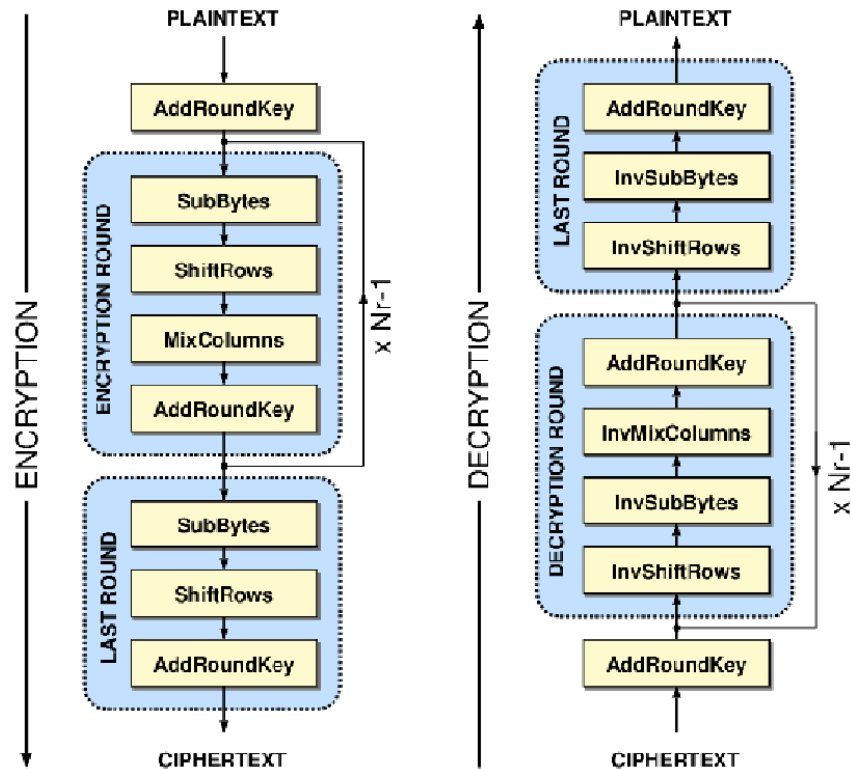 PLAINTEXT
AddRoundKey
ENCRYPTION ROUND
SubBytes
ShiftRows
MixColumns
AddRoundKey
x Nr-1
ENCRYPTION
LAST ROUND
SubBytes
ShiftRows
AddRoundKey
CIPHERTEXT
PLAINTEXT
LAST ROUND
AddRoundKey
InvSubBytes
InvShiftRows
DECRYPTION
DECRYPTION ROUND
AddRoundKey
InvMixColumns
InvSubBytes
InvShiftRows
x Nr-1
AddRoundKey
CIPHERTEXT